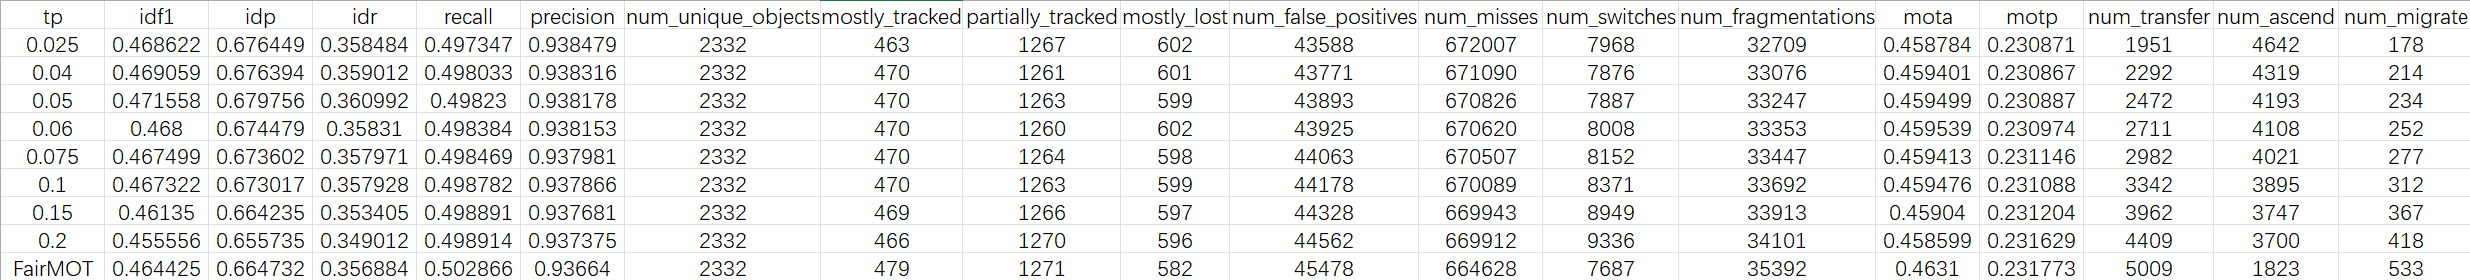 tp idf1 idp idr recall precision num_unique_objects mostly_tracked partially_tracked mostly_lost num_false_positives num_misses num_switches num_fragmentations mota motp num_transfer num_ascend num_migrate
0.025 0.468622 0.676449 0.358484 0.497347 0.938479 2332 463 1267 602 43588 672007 7968 32709 0.458784 0.230871 1951 4642 178
0.04 0.469059 0.676394 0.359012 0.498033 0.938316 2332 470 1261 601 43771 671090 7876 33076 0.459401 0.230867 2292 4319 214
0.05 0.471558 0.679756 0.360992 0.49823 0.938178 2332 470 1263 599 43893 670826 7887 33247 0.459499 0.230887 2472 4193 234
0.06 0.468 0.674479 0.35831 0.498384 0.938153 2332 470 1260 602 43925 670620 8008 33353 0.459539 0.230974 2711 4108 252
0.075 0.467499 0.673602 0.357971 0.498469 0.937981 2332 470 1264 598 44063 670507 8152 33447 0.459413 0.231146 2982 4021 277
0.1 0.467322 0.673017 0.357928 0.498782 0.937866 2332 470 1263 599 44178 670089 8371 33692 0.459476 0.231088 3342 3895 312
0.15 0.46135 0.664235 0.353405 0.498891 0.937681 2332 469 1266 597 44328 669943 8949 33913 0.45904 0.231204 3962 3747 367
0.2 0.455556 0.655735 0.349012 0.498914 0.937375 2332 466 1270 596 44562 669912 9336 34101 0.458599 0.231629 4409 3700 418
FairMOT 0.464425 0.664732 0.356884 0.502866 0.93664 2332 479 1271 582 45478 664628 7687 35392 0.4631 0.231773 5009 1823 533